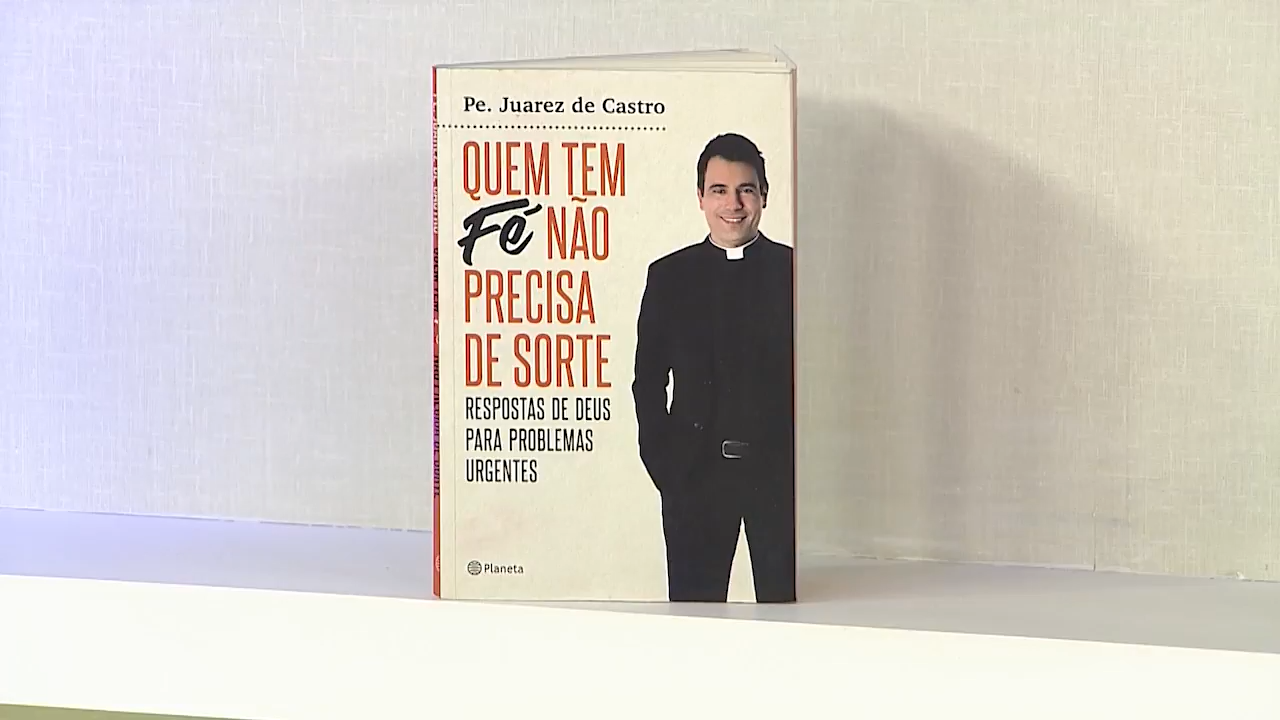 Pe. Juarez de Castro
QUEM TEM
Fé NÃO
PRECISA
DE SORTE
RESPOSTAS DE DEUS
PARA PROBLEMAS
URGENTES
Planeta